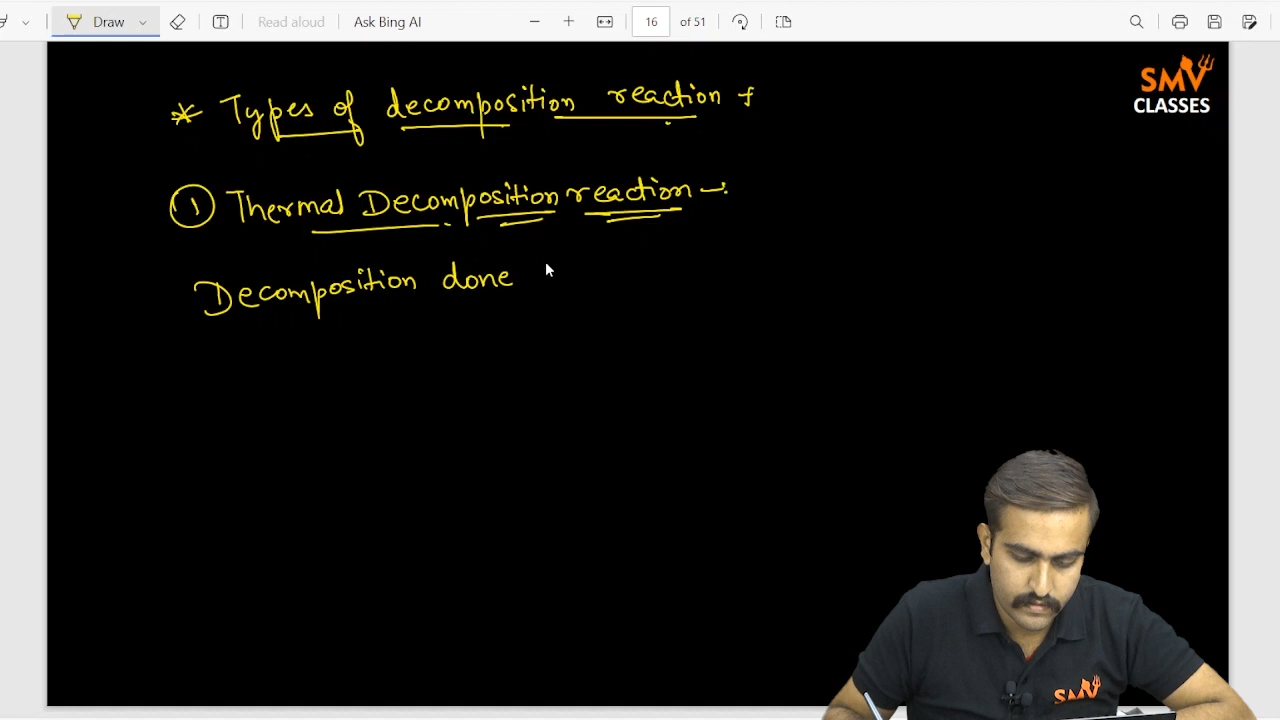 Draw
Read aloud
Ask Bing AI
16 of 51
SMV
CLASSES
* Types of decomposition reaction
① Thermal Decomposition reaction →
Decomposition done
SMV